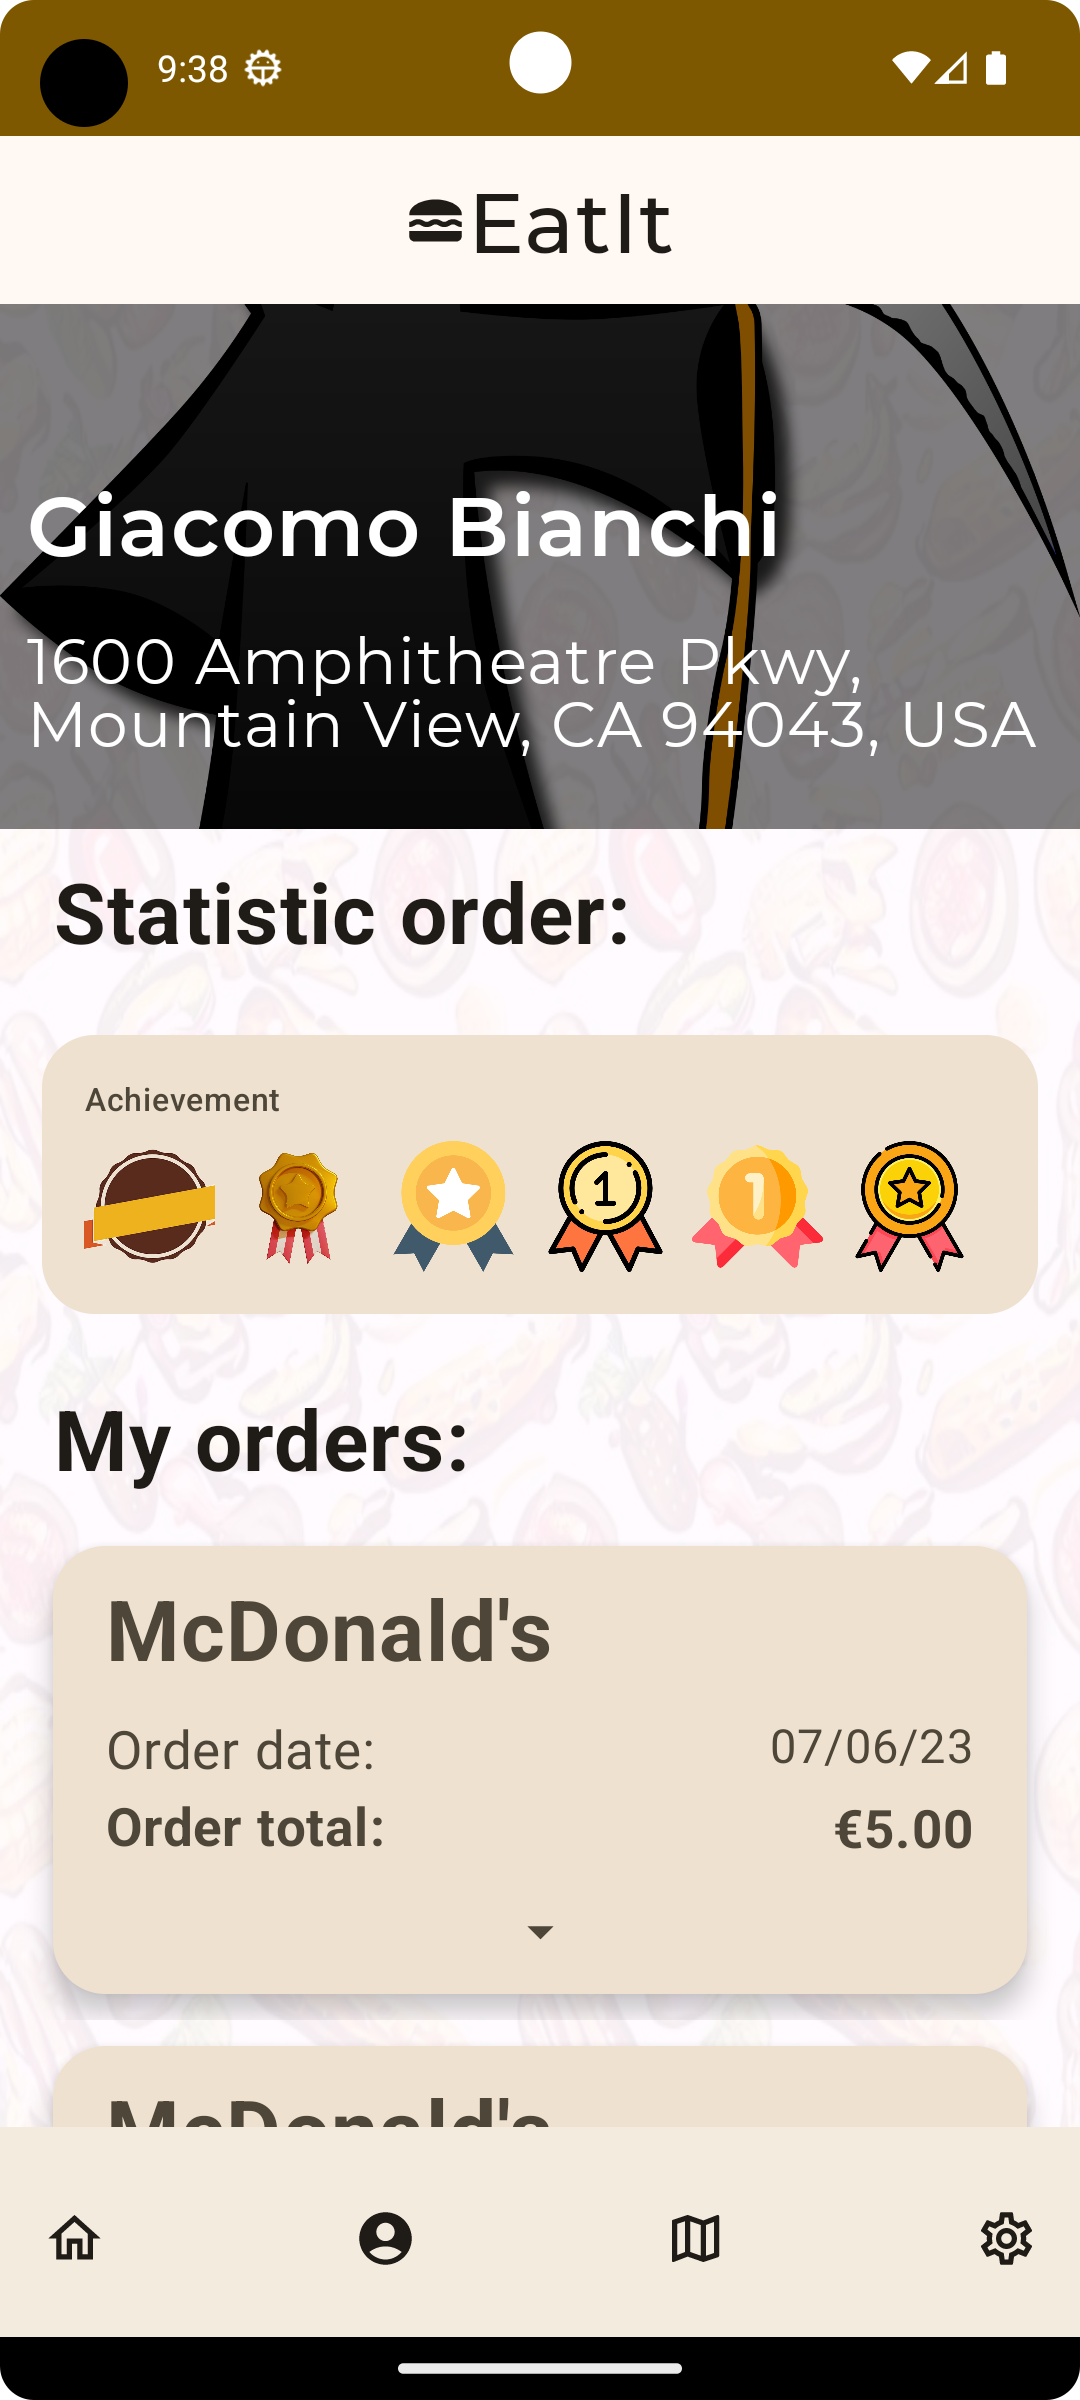 9:38
EatIt
Giacomo Bianchi
1600 Amphitheatre Pkwy,
Mountain View, CA 94043, USA
Statistic order:
Achievement
1
1
My orders:
McDonald's
Order date:
07/06/23
Order total:
€5.00
McDonald's